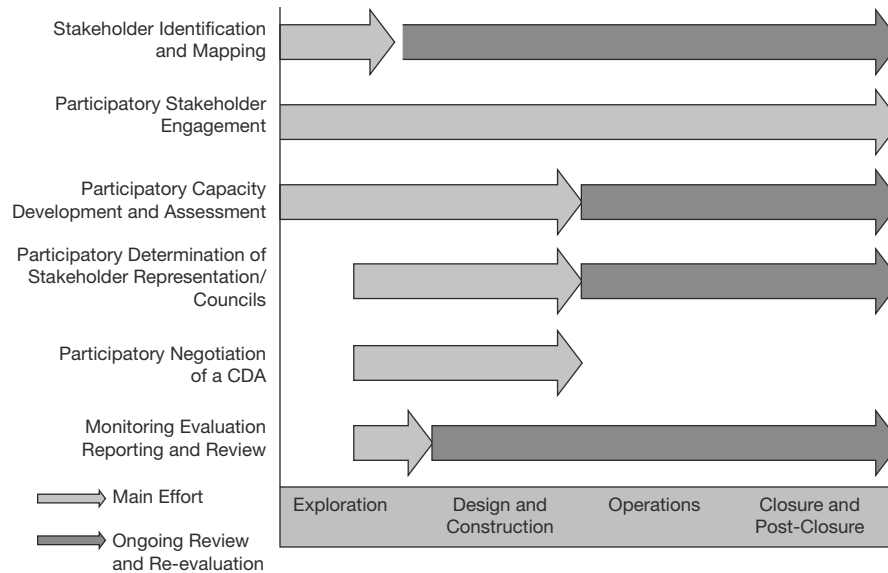 Stakeholder Identification
and Mapping
Participatory Stakeholder
Engagement
Participatory Capacity
Development and Assessment
Participatory Determination of
Stakeholder Representation/
Councils
Participatory Negotiation
of a CDA
Monitoring Evaluation
Reporting and Review
Main Effort
Ongoing Review
and Re-evaluation
Exploration
Design and
Construction
Operations
Closure and
Post-Closure